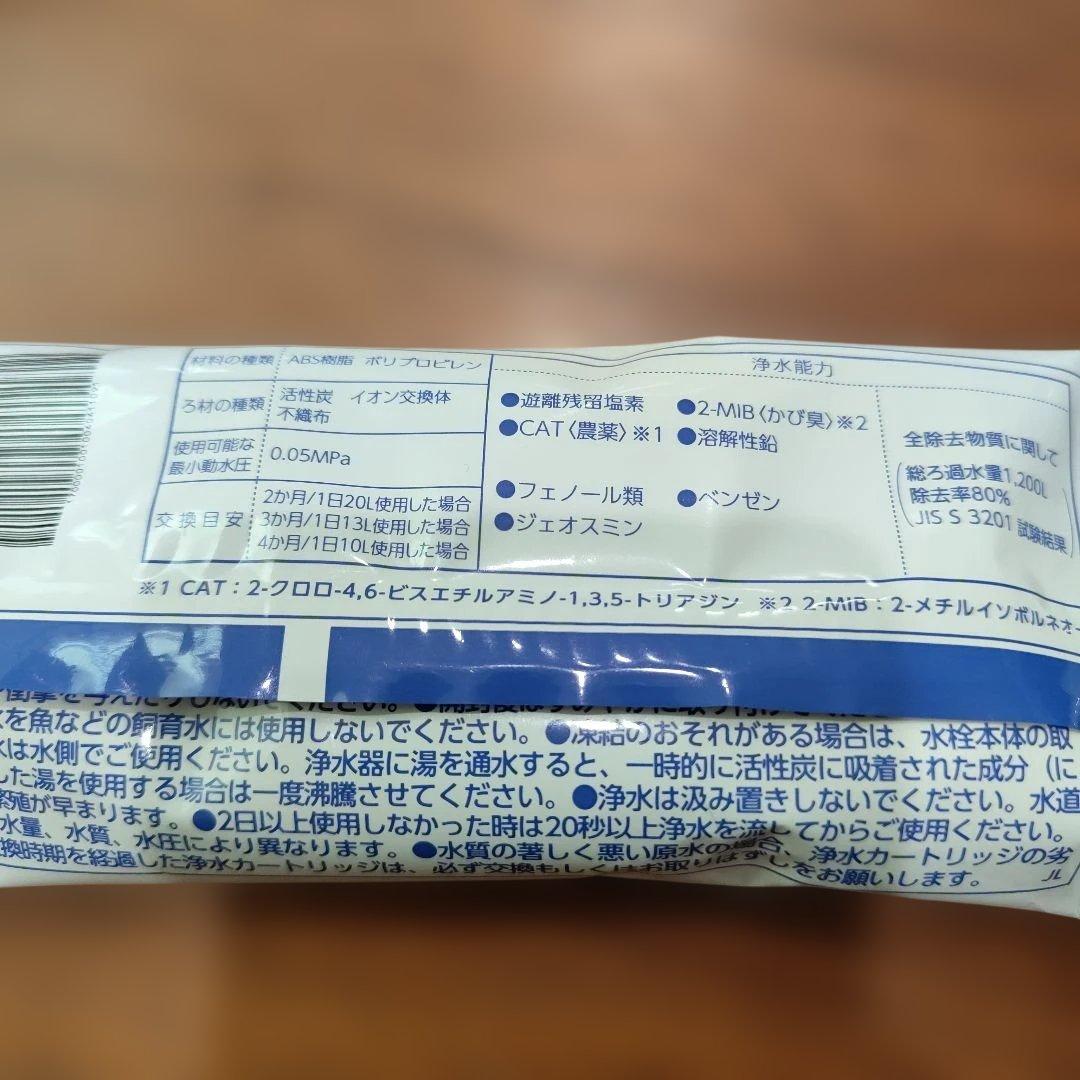 材料の種類 ABS樹脂 ポリプロピレン
ろ材の種類 活性炭 イオン交換体
不織布
使用可能な
最小動水圧 0.05MPa
交換目安 2か月/1日20L使用した場合
3か月/1日13L使用した場合
4か月/1日10L使用した場合
浄水能力
●遊離残留塩素 ●2-MIB〈かび臭〉※2
●CAT〈農薬〉※1 ●溶解性鉛
●フェノール類 ●ベンゼン
●ジェオスミン
全除去物質に関して
(総ろ過水量1,200L
除去率80%
JIS S 3201 試験結果)
※1 CAT：2-クロロ-4,6-ビスエチルアミノ-1,3,5-トリアジン ※2 2-MIB：2-メチルイソボルネオー
を魚などの飼育水には使用しないでください。●凍結のおそれがある場合は、水栓本体の取
は水側でご使用ください。浄水器に湯を通水すると、一時的に活性炭に吸着された成分（に
した湯を使用する場合は一度沸騰させてください。●浄水は汲み置きしないでください。水道
繁殖が早まります。●2日以上使用しなかった時は20秒以上浄水を流してからご使用ください。
水量、水質、水圧により異なります。●水質の著しく悪い原水の場合、浄水カートリッジの劣
換時期を経過した浄水カートリッジは、必ず交換もしくはお取りはずしをお願いします。
JL